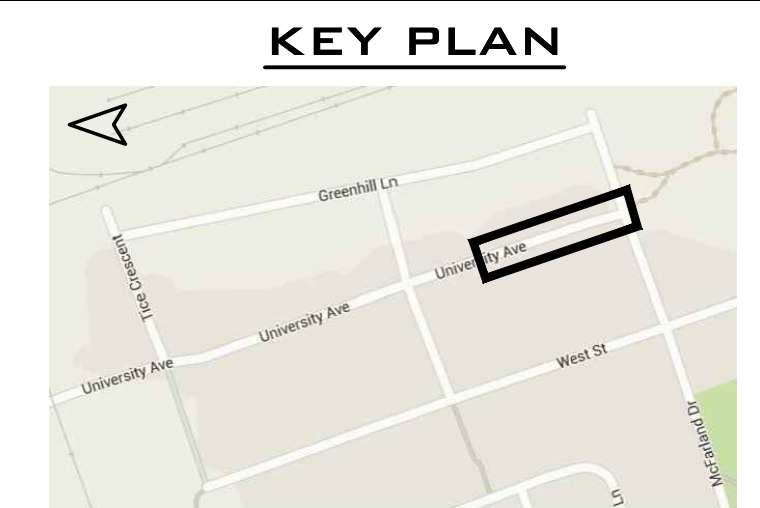 KEY PLAN
Greenhill Ln
Tice Crescent
University Ave
University Ave
University Ave
West St
McFarland Dr
Ln